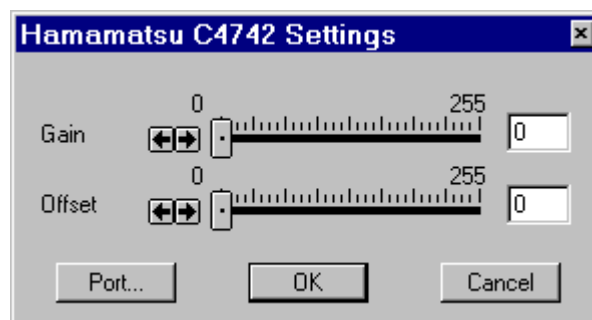 Hamamatsu C4742 Settings
0 255
Gain 0
0 255
Offset 0
Port... OK Cancel